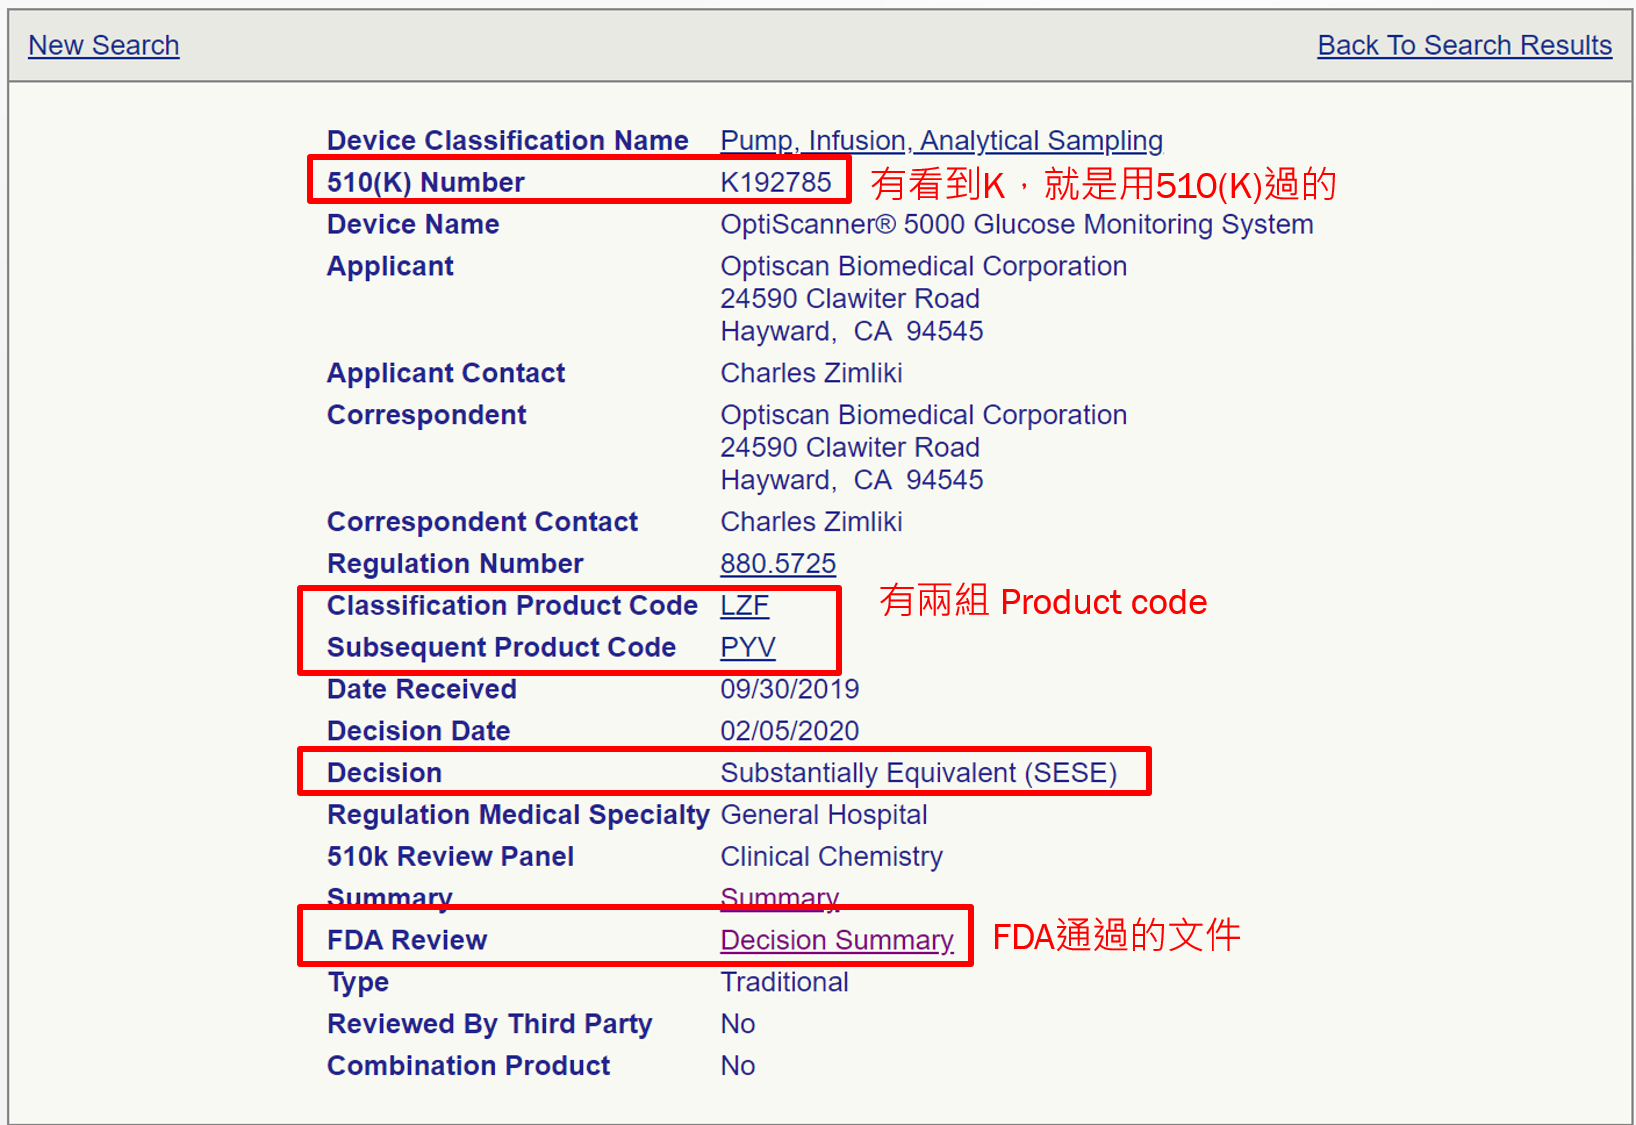 New Search
Back To Search Results
Device Classification Name Pump, Infusion, Analytical Sampling
510(K) Number K192785 有看到K，就是用510(K)過的
Device Name OptiScanner® 5000 Glucose Monitoring System
Applicant Optiscan Biomedical Corporation
24590 Clawiter Road
Hayward, CA 94545
Applicant Contact Charles Zimliki
Correspondent Optiscan Biomedical Corporation
24590 Clawiter Road
Hayward, CA 94545
Correspondent Contact Charles Zimliki
Regulation Number 880.5725
Classification Product Code LZF 有兩組 Product code
Subsequent Product Code PYV
Date Received 09/30/2019
Decision Date 02/05/2020
Decision Substantially Equivalent (SESE)
Regulation Medical Specialty General Hospital
510k Review Panel Clinical Chemistry
Summary Summary
FDA Review Decision Summary FDA通過的文件
Type Traditional
Reviewed By Third Party No
Combination Product No